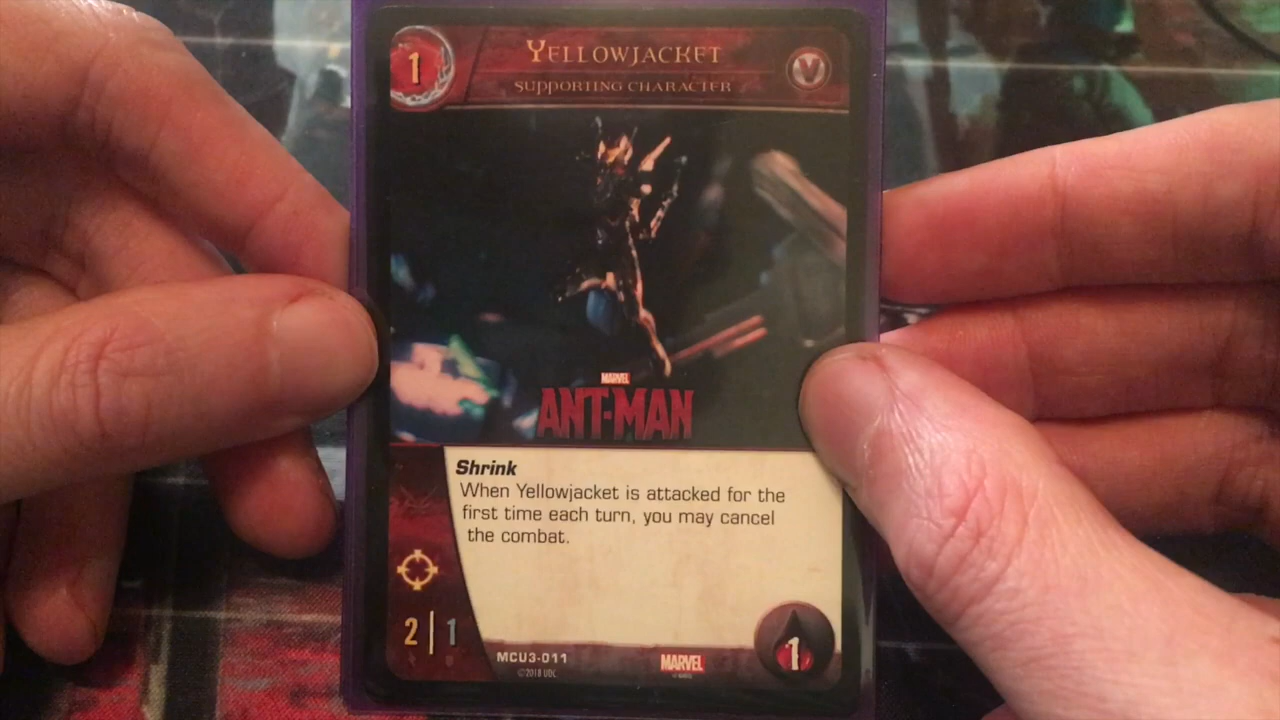 1
YELLOWJACKET
SUPPORTING CHARACTER
V
MARVEL
ANT-MAN
Shrink
When Yellowjacket is attacked for the
first time each turn, you may cancel
the combat.
2 | 1
1
MCU3-011
MARVEL
©2018 UDC